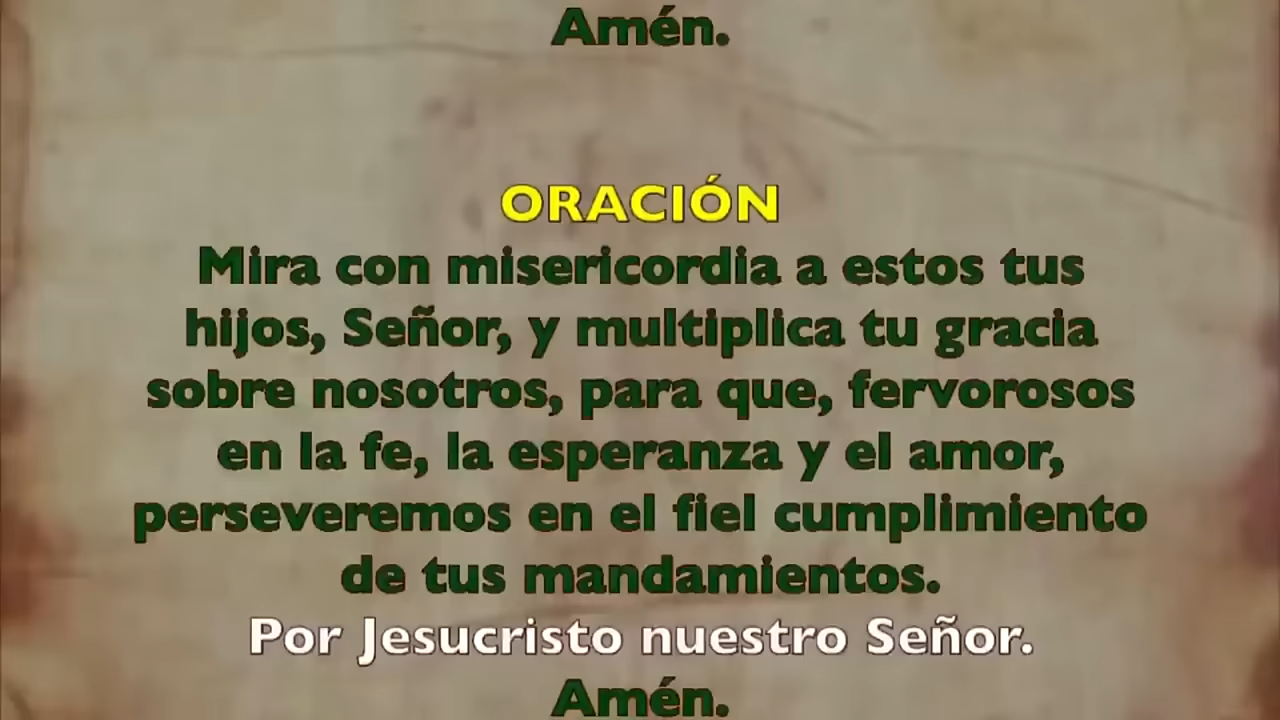 Amén.
ORACIÓN
Mira con misericordia a estos tus
hijos, Señor, y multiplica tu gracia
sobre nosotros, para que, fervorosos
en la fe, la esperanza y el amor,
perseveremos en el fiel cumplimiento
de tus mandamientos.
Por Jesucristo nuestro Señor.
Amén.